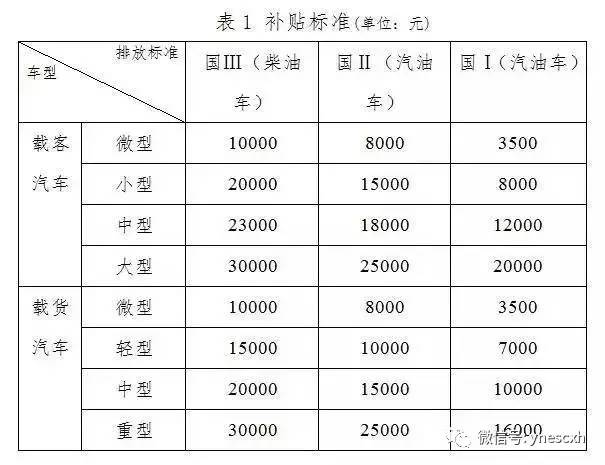 表1 补贴标准(单位：元)
排放标准
车型
国Ⅲ（柴油车）
国Ⅱ（汽油车）
国Ⅰ(汽油车)
载客汽车
微型 10000 8000 3500
小型 20000 15000 8000
中型 23000 18000 12000
大型 30000 25000 20000
载货汽车
微型 10000 8000 3500
轻型 15000 10000 7000
中型 20000 15000 10000
重型 30000 25000 16000
微信号: ynescxh